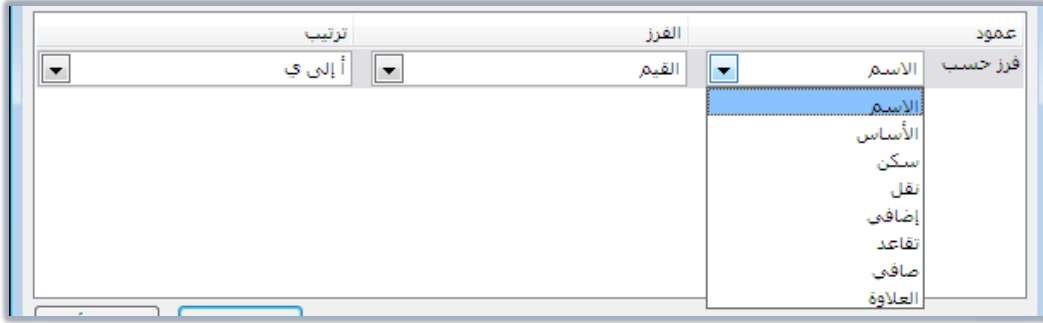 عمود الفرز ترتيب
فرز حسب الاسم القيم أ إلى ي
الاسم
الأساس
سكن
نقل
إضافي
تقاعد
صافي
العلاوة